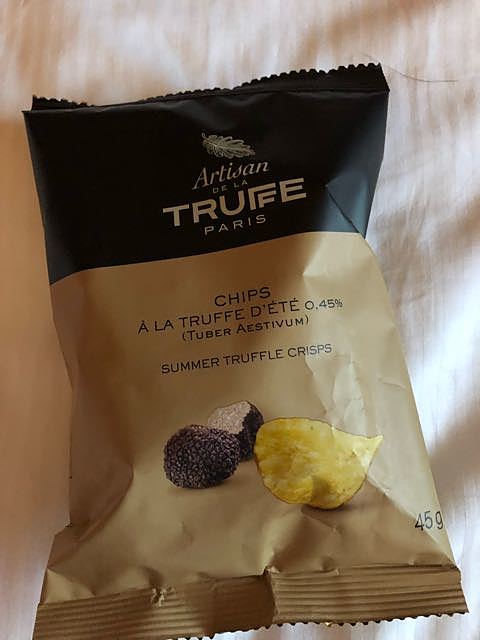 Artisan
DE LA
TRUFFE
PARIS
CHIPS
À LA TRUFFE D'ÉTÉ 0,45%
(TUBER AESTIVUM)
SUMMER TRUFFLE CRISPS
45g